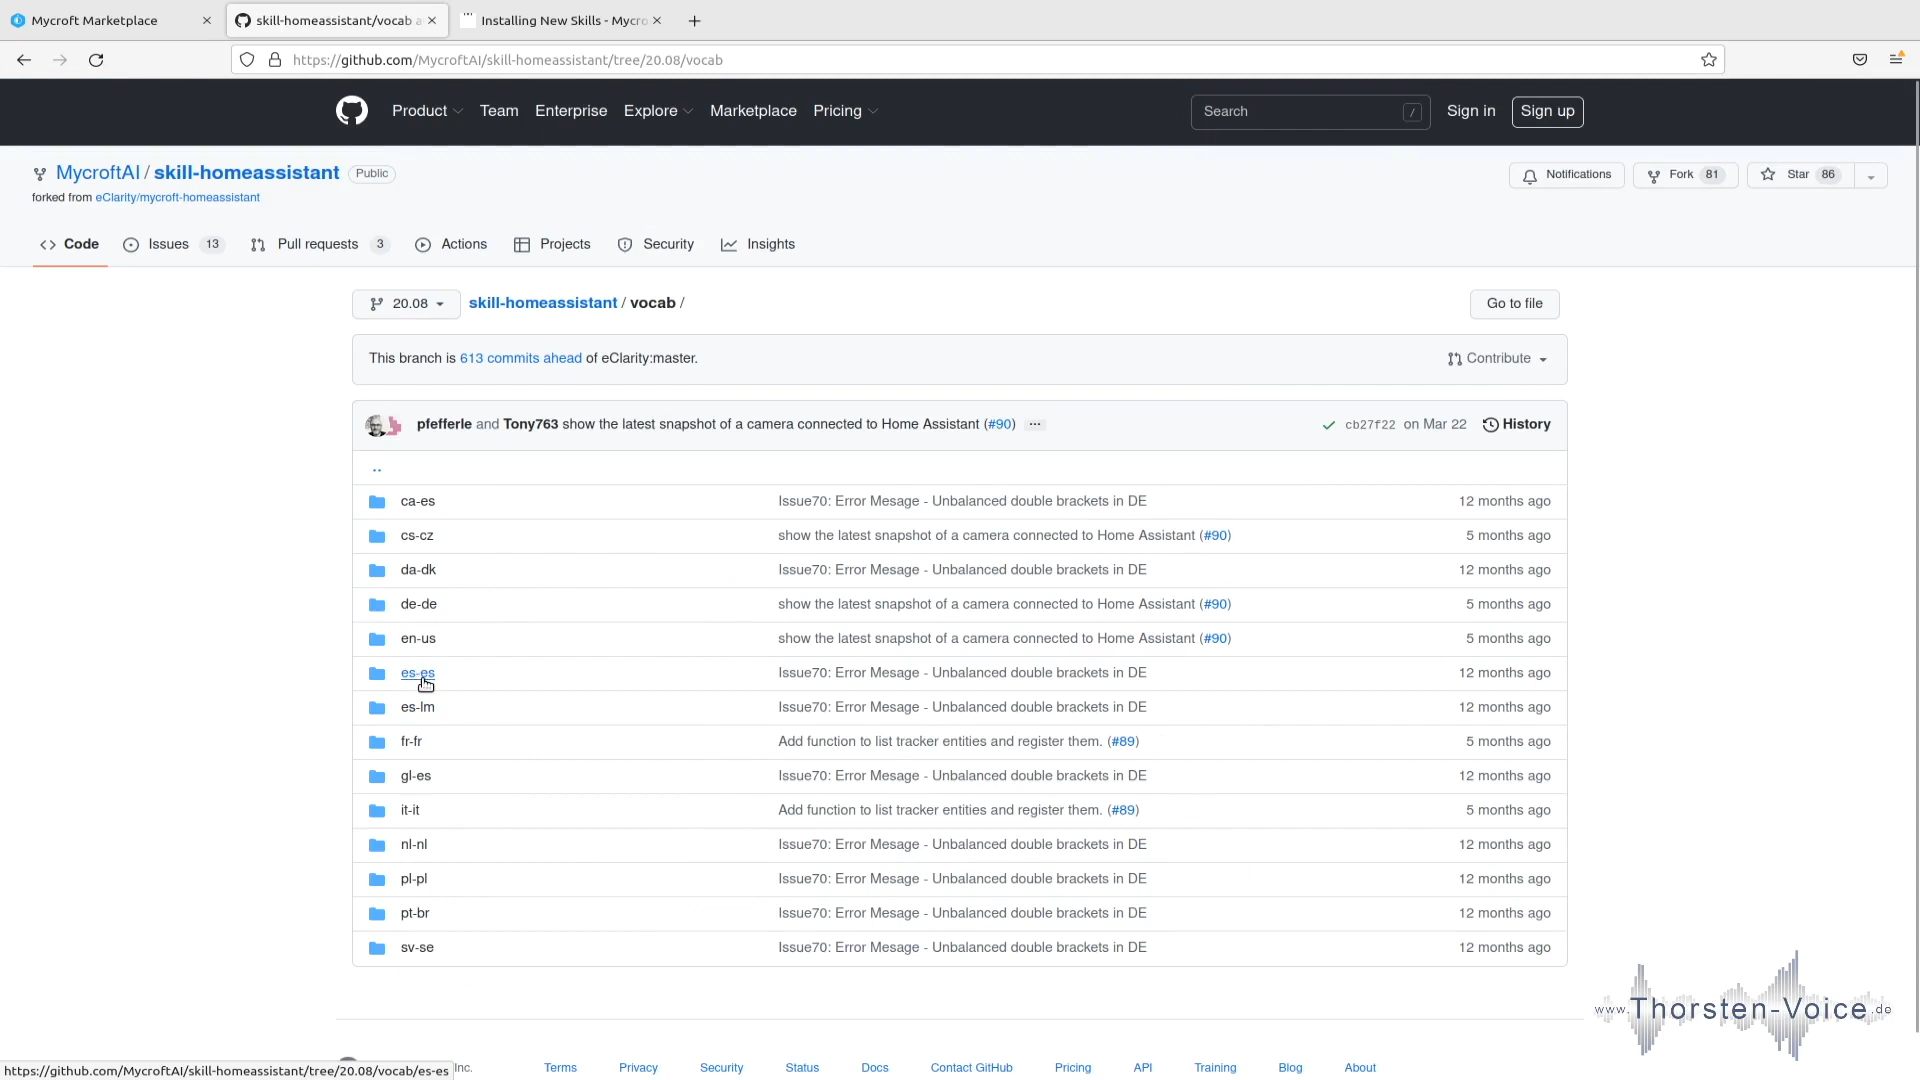 Mycroft Marketplace
skill-homeassistant/vocab a
Installing New Skills - Mycro
https://github.com/MycroftAI/skill-homeassistant/tree/20.08/vocab
Product Team Enterprise Explore Marketplace Pricing Search / Sign in Sign up
MycroftAI / skill-homeassistant Public
Notifications Fork 81 Star 86
forked from eClarity/mycroft-homeassistant
Code Issues 13 Pull requests 3 Actions Projects Security Insights
20.08 skill-homeassistant / vocab / Go to file
This branch is 613 commits ahead of eClarity:master. Contribute
pfefferle and Tony763 show the latest snapshot of a camera connected to Home Assistant (#90) ... cb27f22 on Mar 22 History
..
ca-es Issue70: Error Mesage - Unbalanced double brackets in DE 12 months ago
cs-cz show the latest snapshot of a camera connected to Home Assistant (#90) 5 months ago
da-dk Issue70: Error Mesage - Unbalanced double brackets in DE 12 months ago
de-de show the latest snapshot of a camera connected to Home Assistant (#90) 5 months ago
en-us show the latest snapshot of a camera connected to Home Assistant (#90) 5 months ago
es-es Issue70: Error Mesage - Unbalanced double brackets in DE 12 months ago
es-lm Issue70: Error Mesage - Unbalanced double brackets in DE 12 months ago
fr-fr Add function to list tracker entities and register them. (#89) 5 months ago
gl-es Issue70: Error Mesage - Unbalanced double brackets in DE 12 months ago
it-it Add function to list tracker entities and register them. (#89) 5 months ago
nl-nl Issue70: Error Mesage - Unbalanced double brackets in DE 12 months ago
pl-pl Issue70: Error Mesage - Unbalanced double brackets in DE 12 months ago
pt-br Issue70: Error Mesage - Unbalanced double brackets in DE 12 months ago
sv-se Issue70: Error Mesage - Unbalanced double brackets in DE 12 months ago
www.Thorsten-Voice.de
Inc. Terms Privacy Security Status Docs Contact GitHub Pricing API Training Blog About
https://github.com/MycroftAI/skill-homeassistant/tree/20.08/vocab/es-es